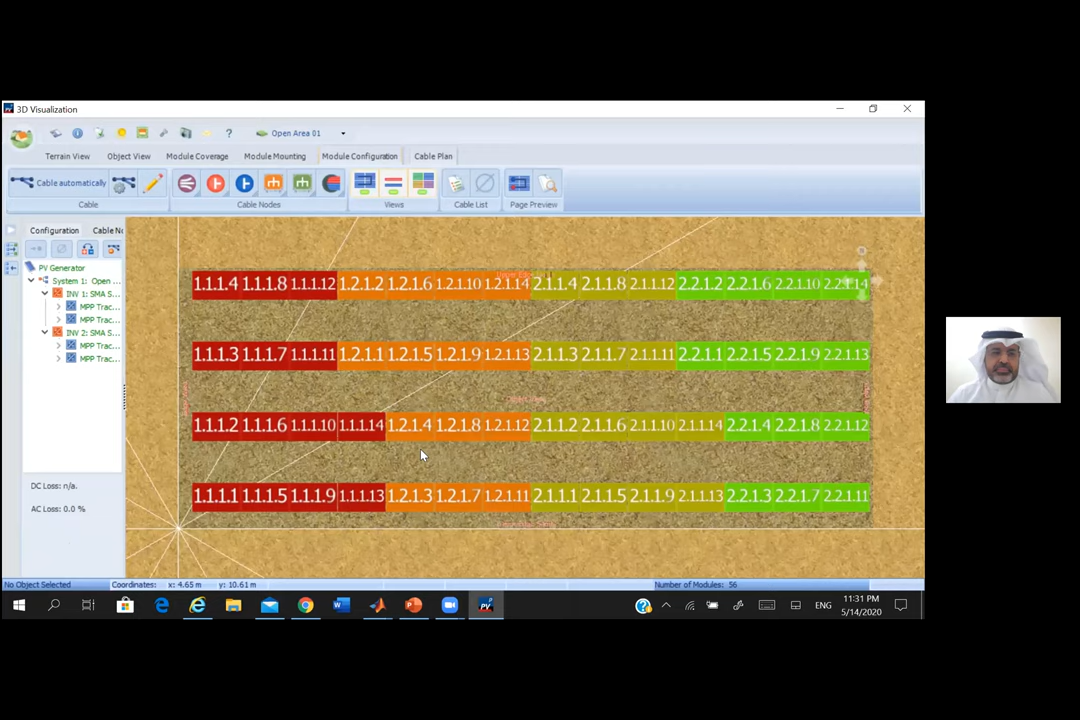 3D Visualization
? Open Area 01
Terrain View Object View Module Coverage Module Mounting Module Configuration Cable Plan
Cable automatically
Cable Cable Nodes Views Cable List Page Preview
Configuration Cable No
PV Generator
System 1: Open ...
INV 1: SMA S...
MPP Trac...
MPP Trac...
INV 2: SMA S...
MPP Trac...
MPP Trac...
DC Loss: n/a.
AC Loss: 0.0 %
1.1.1.4 1.1.1.8 1.1.1.12 1.2.1.2 1.2.1.6 1.2.1.10 1.2.1.14 2.1.1.4 2.1.1.8 2.1.1.12 2.2.1.2 2.2.1.6 2.2.1.10 2.2.1.14
1.1.1.3 1.1.1.7 1.1.1.11 1.2.1.1 1.2.1.5 1.2.1.9 1.2.1.13 2.1.1.3 2.1.1.7 2.1.1.11 2.2.1.1 2.2.1.5 2.2.1.9 2.2.1.13
1.1.1.2 1.1.1.6 1.1.1.10 1.1.1.14 1.2.1.4 1.2.1.8 1.2.1.12 2.1.1.2 2.1.1.6 2.1.1.10 2.1.1.14 2.2.1.4 2.2.1.8 2.2.1.12
1.1.1.1 1.1.1.5 1.1.1.9 1.1.1.13 1.2.1.3 1.2.1.7 1.2.1.11 2.1.1.1 2.1.1.5 2.1.1.9 2.1.1.13 2.2.1.3 2.2.1.7 2.2.1.11
No Object Selected Coordinates: x: 4.65 m y: 10.61 m Number of Modules: 56
PV ENG 11:31 PM
5/14/2020